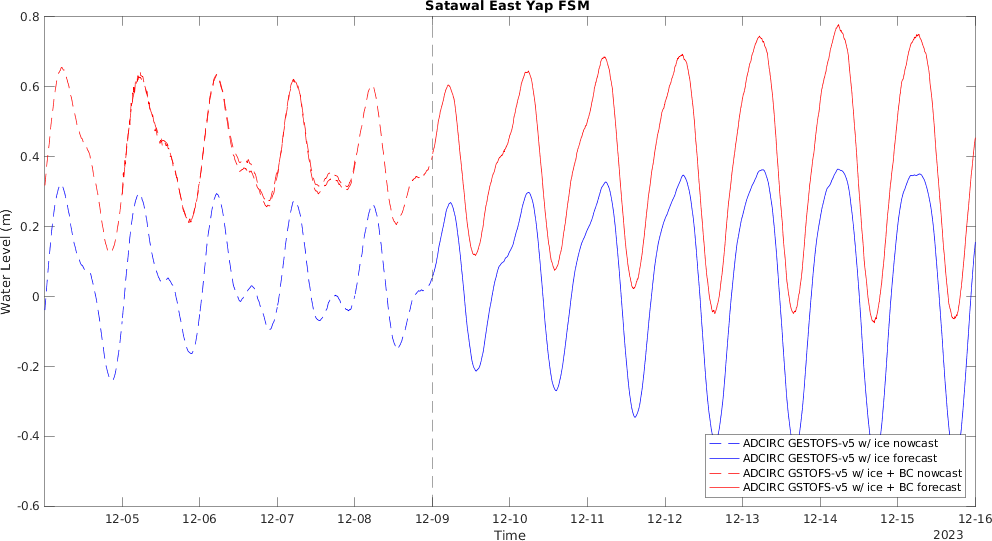 Satawal East Yap FSM
0.8
0.6
0.4
0.2
0
-0.2
-0.4
-0.6
Water Level (m)
12-05 12-06 12-07 12-08 12-09 12-10 12-11 12-12 12-13 12-14 12-15 12-16
Time
2023
ADCIRC GESTOFS-v5 w/ ice nowcast
ADCIRC GESTOFS-v5 w/ ice forecast
ADCIRC GSTOFS-v5 w/ ice + BC nowcast
ADCIRC GSTOFS-v5 w/ ice + BC forecast